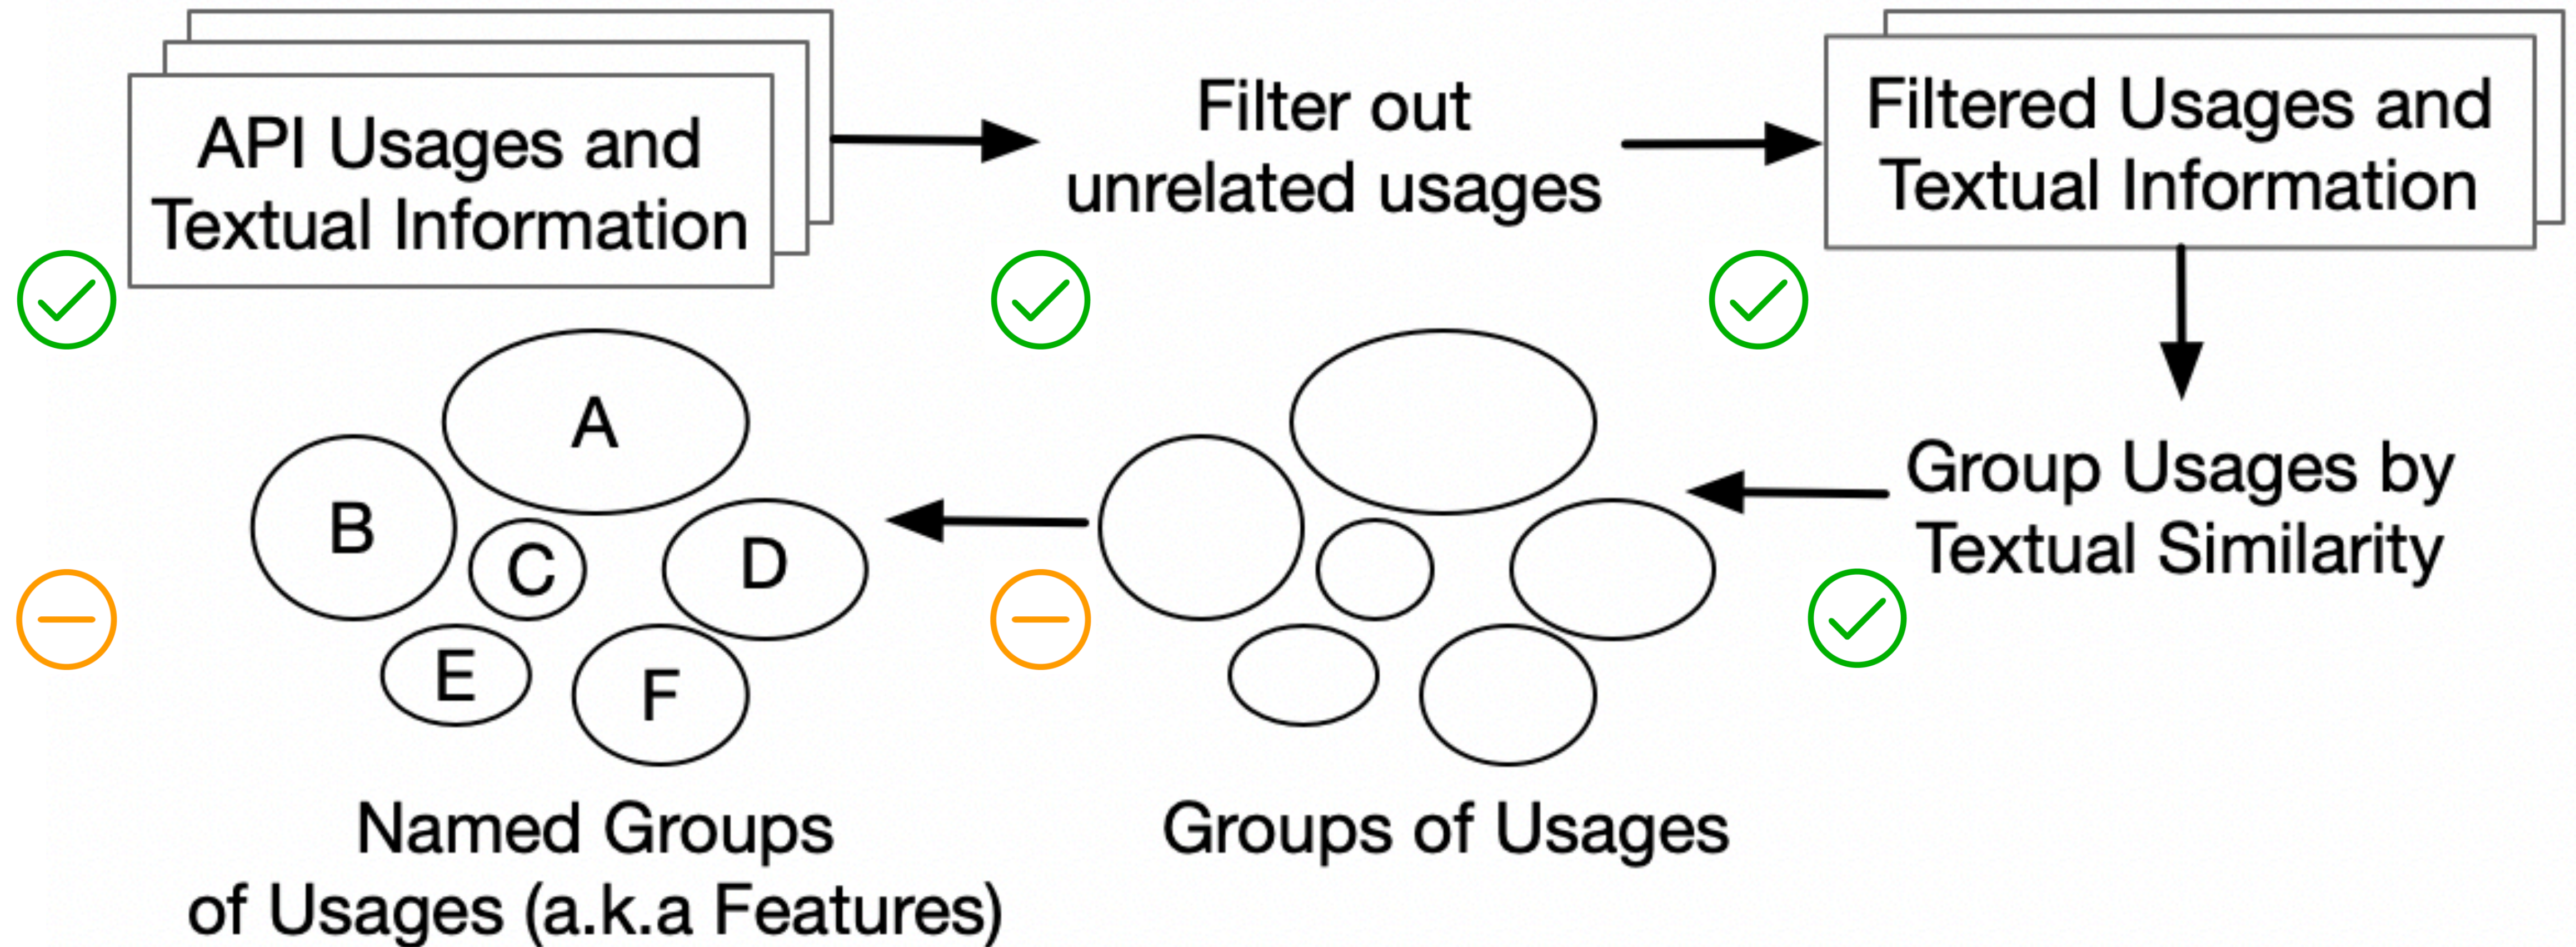 API Usages and
Textual Information
Filter out
unrelated usages
Filtered Usages and
Textual Information
Group Usages by
Textual Similarity
A
B
C
D
E
F
Groups of Usages
Named Groups
of Usages (a.k.a Features)